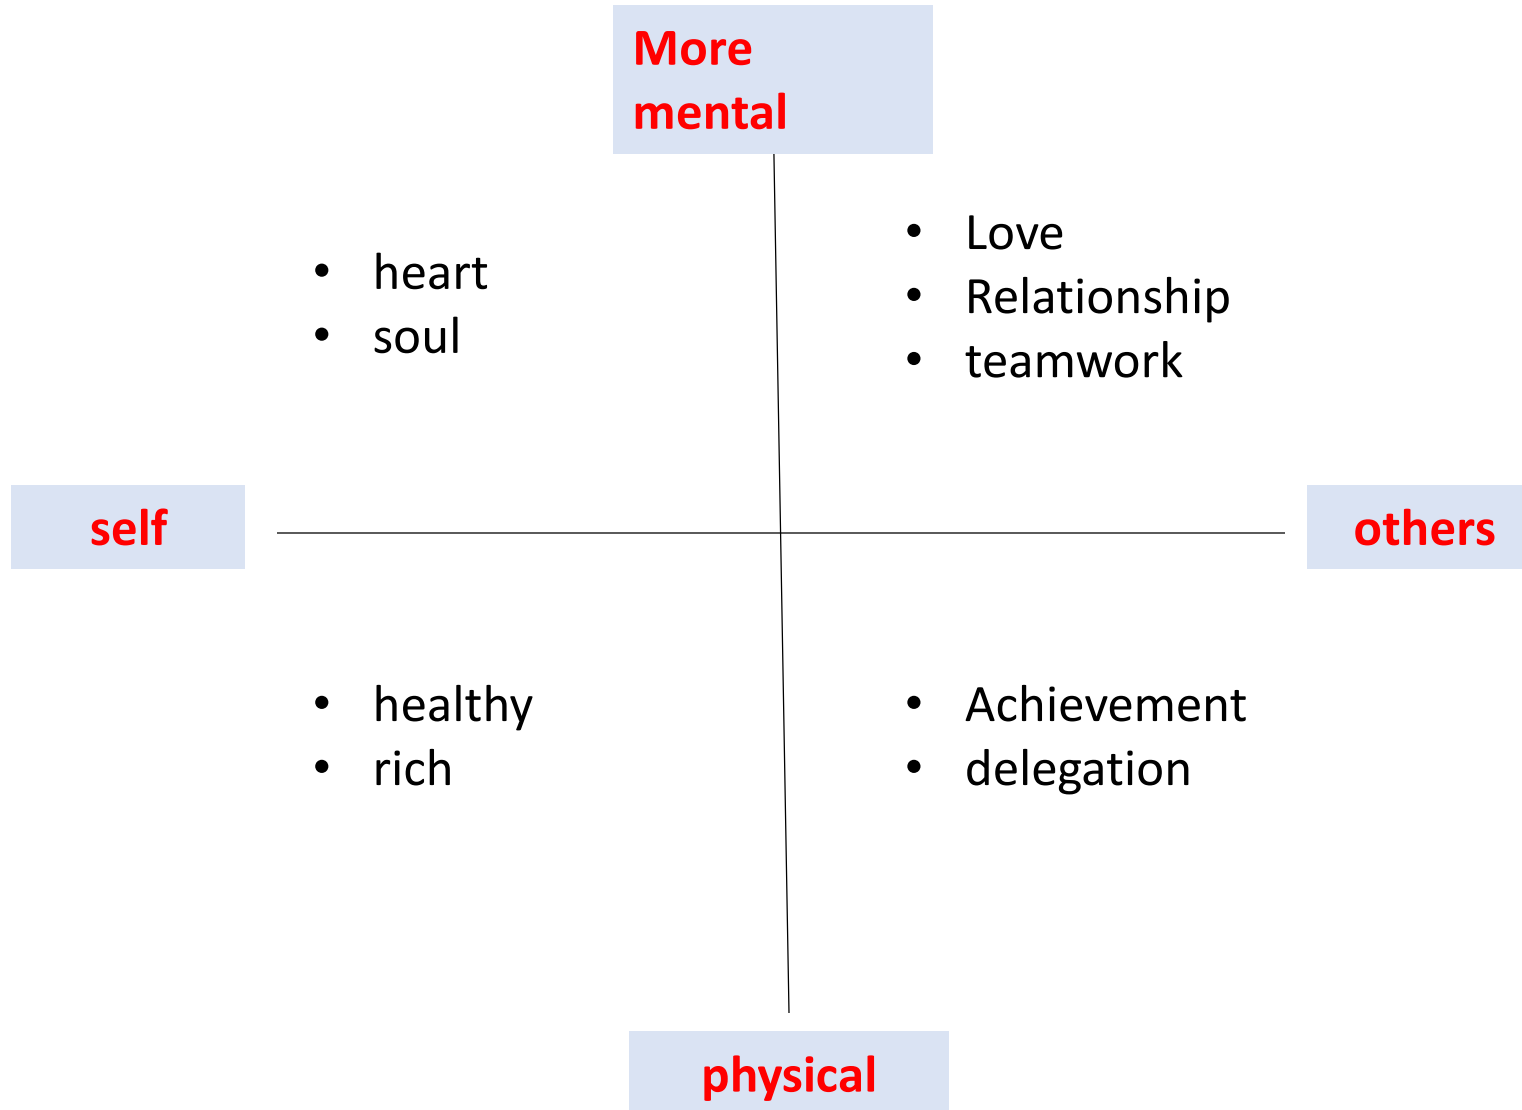 More
mental
• heart
• soul
• Love
• Relationship
• teamwork
self
others
• healthy
• rich
• Achievement
• delegation
physical